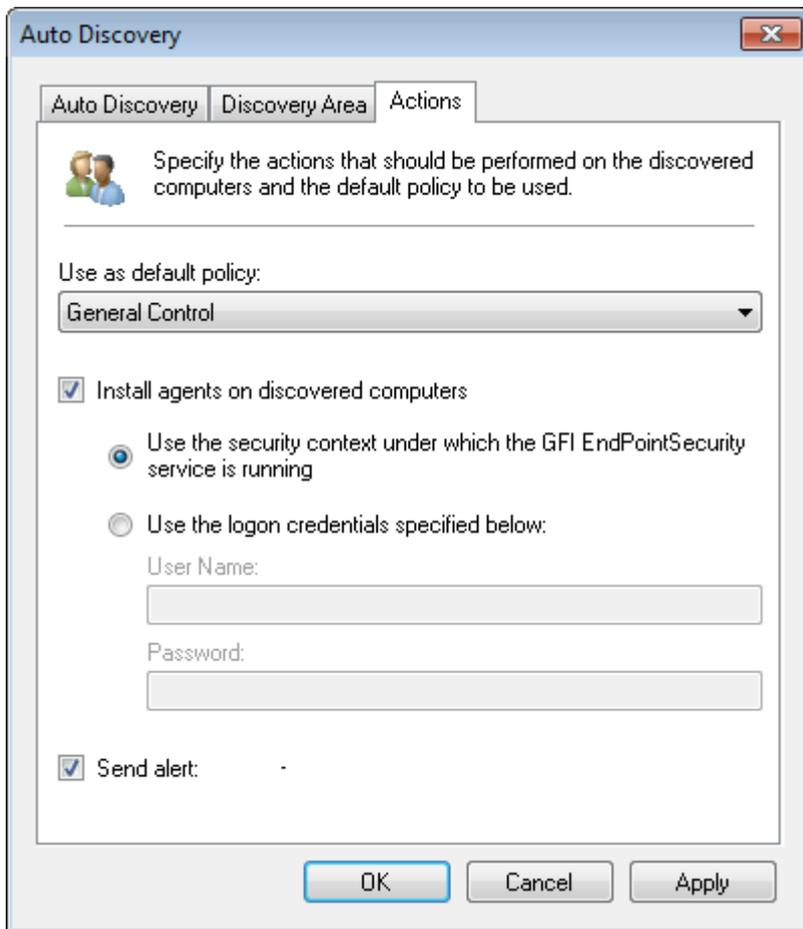 Auto Discovery
Auto Discovery
Discovery Area
Actions
Specify the actions that should be performed on the discovered
computers and the default policy to be used.
Use as default policy:
General Control
Install agents on discovered computers
Use the security context under which the GFI EndPointSecurity
service is running
Use the logon credentials specified below:
User Name:
Password:
Send alert: -
OK
Cancel
Apply